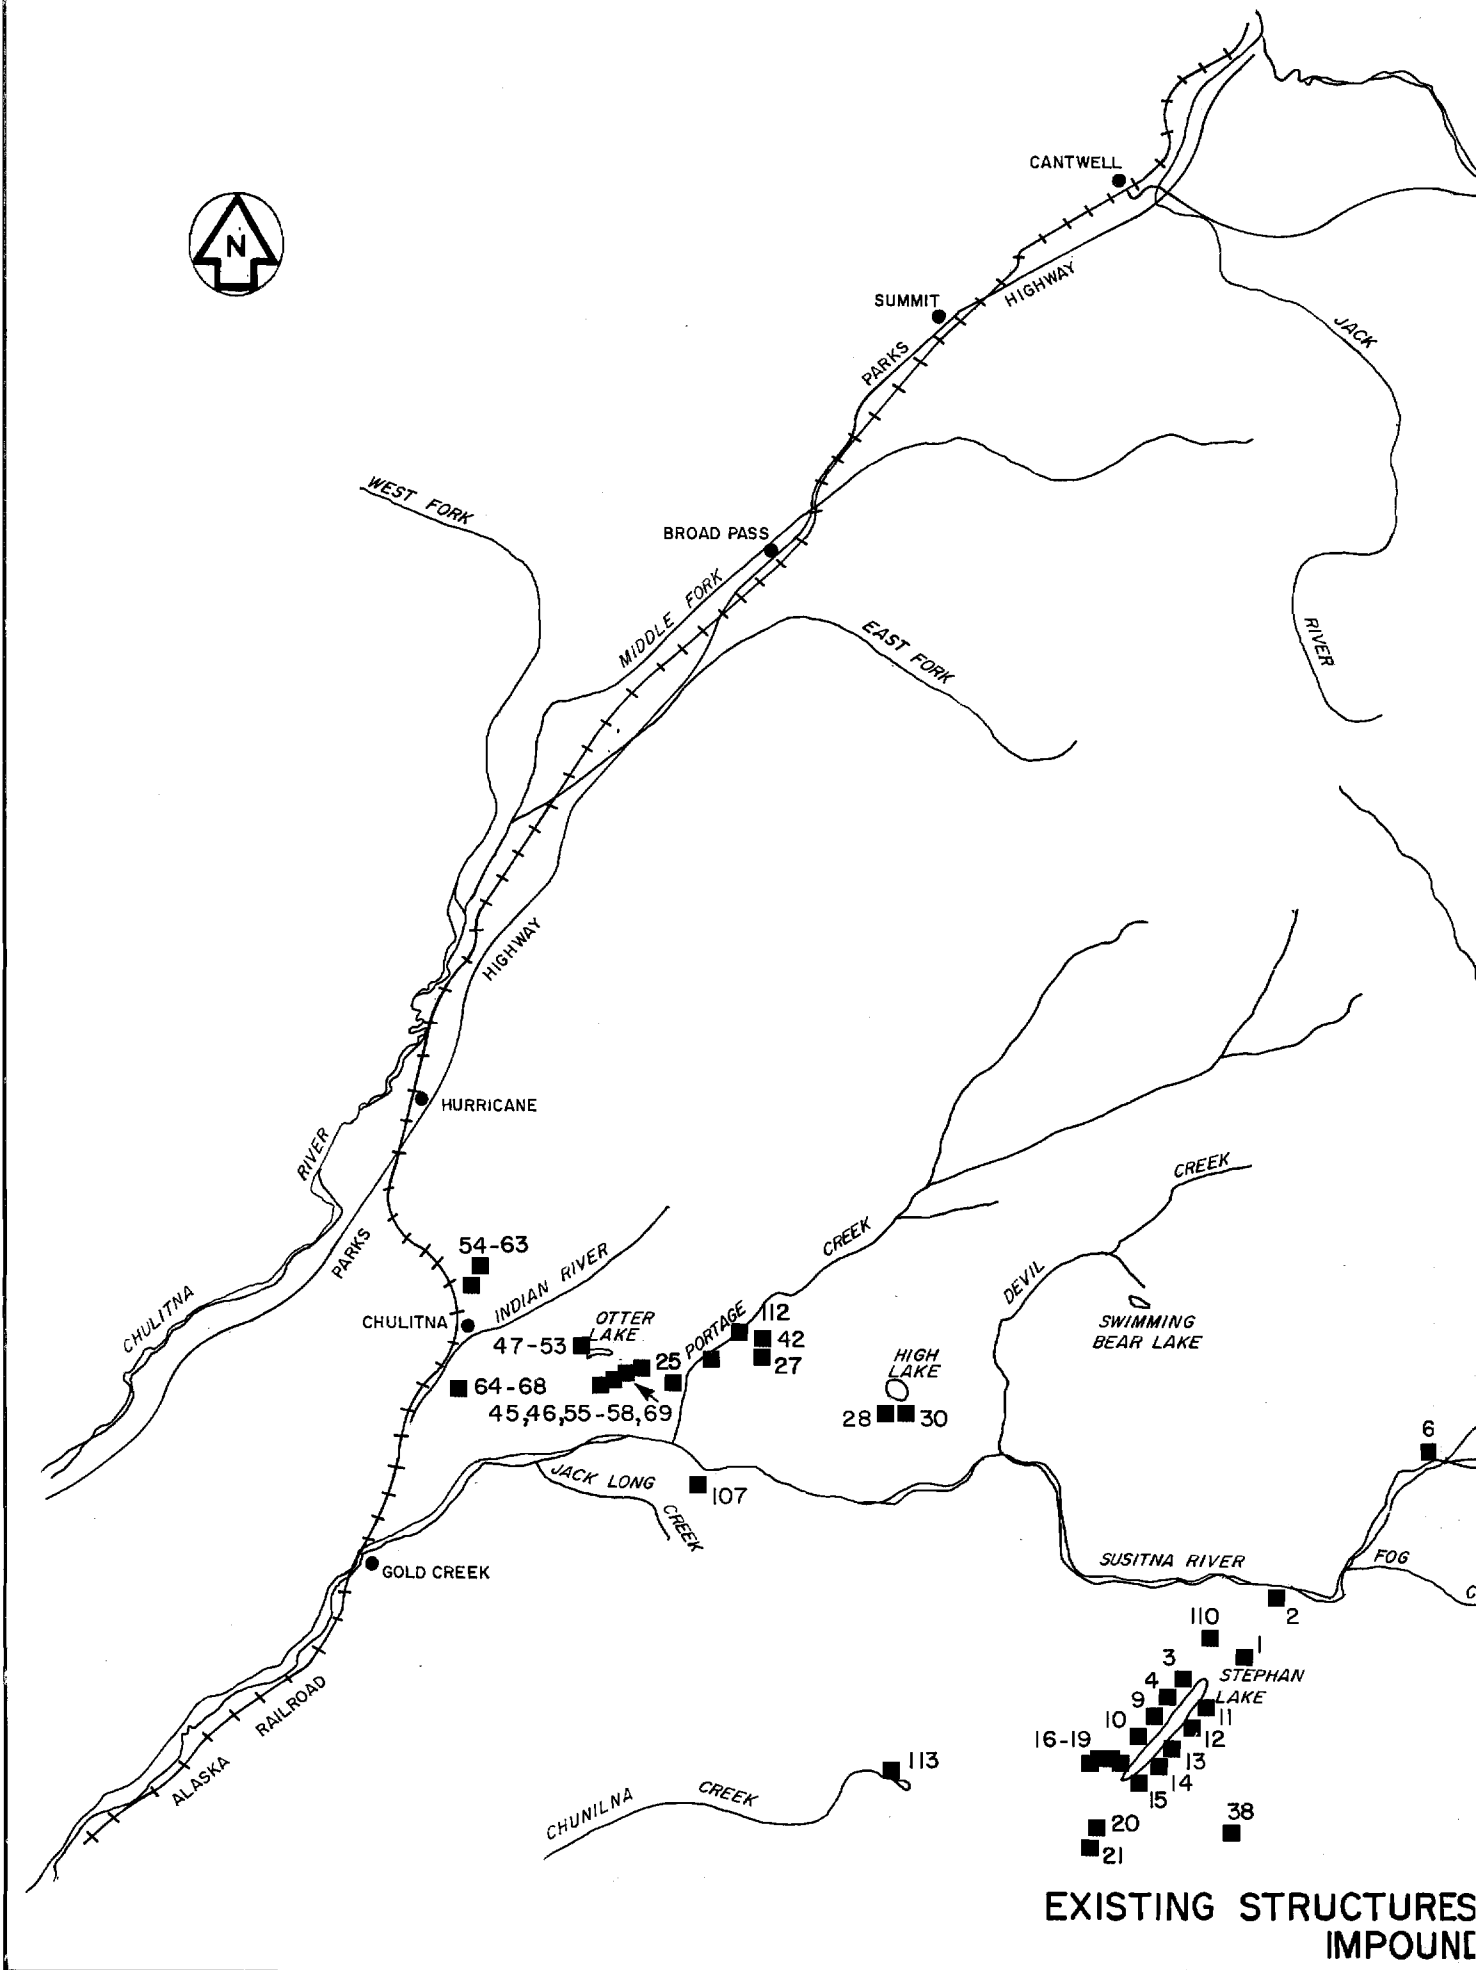 CANTWELL
N
HIGHWAY
SUMMIT
JACK
PARKS
WEST FORK
BROAD PASS
MIDDLE FORK
RIVER
EAST FORK
HIGHWAY
HURRICANE
RIVER
CREEK
CREEK
PARKS
54-63
INDIAN RIVER
DEVIL
CHULITNA
CHULITNA
OTTER
LAKE
PORTAGE
112
SWIMMING
BEAR LAKE
47-53
42
25
27
HIGH
LAKE
64-68
45,46,55-58,69
28
30
6
JACK LONG
CREEK
107
SUSITNA RIVER
FOG
C
GOLD CREEK
2
110
1
3
STEPHAN
LAKE
4
9
11
10
12
16-19
13
14
15
RAILROAD
ALASKA
113
CHUNILNA
CREEK
20
38
21
EXISTING STRUCTURES
IMPOUND